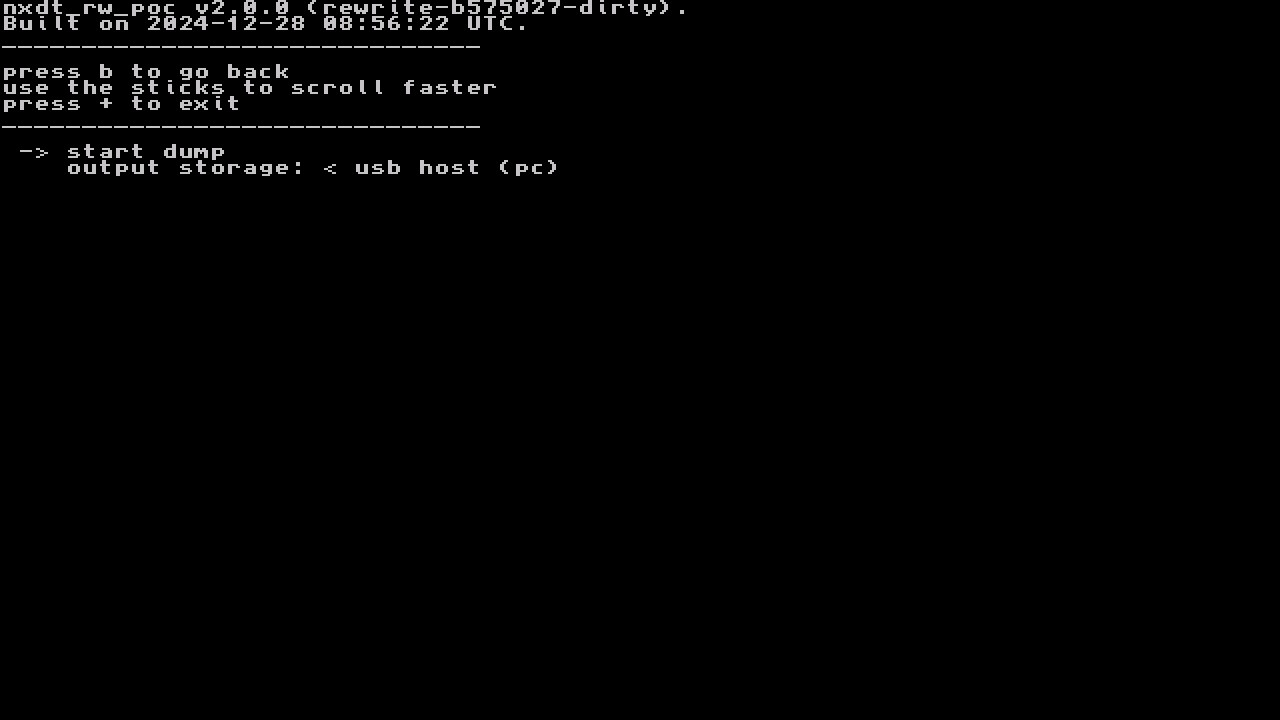 nxdt_rw_poc v2.0.0 (rewrite-b575027-dirty).
Built on 2024-12-28 08:56:22 UTC.
------------------------------
press b to go back
use the sticks to scroll faster
press + to exit
------------------------------
-> start dump
output storage: < usb host (pc)